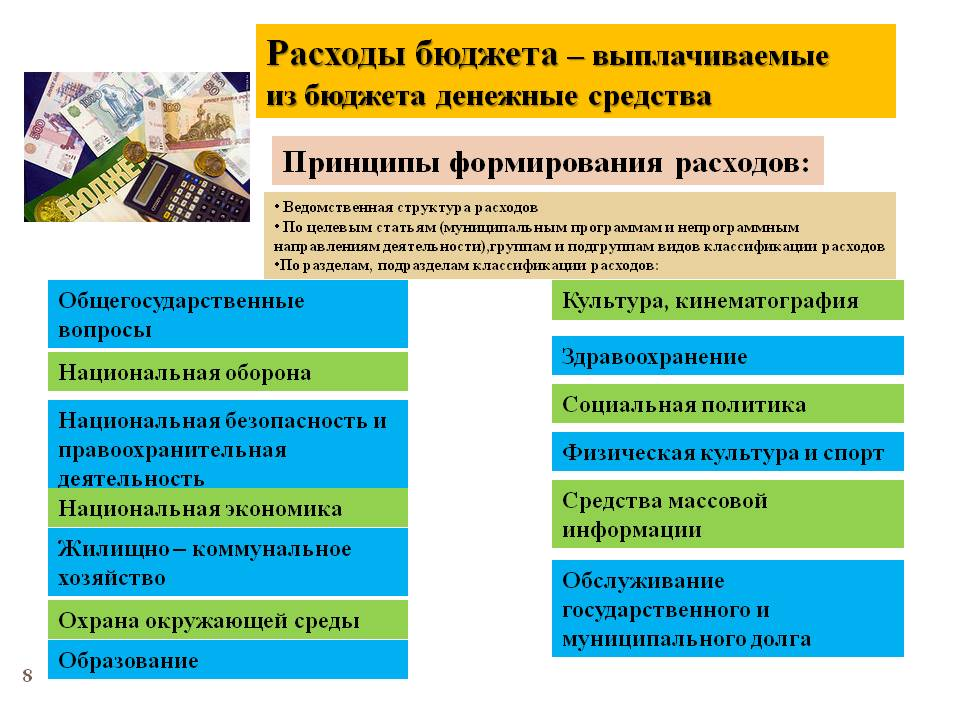 Расходы бюджета – выплачиваемые
из бюджета денежные средства
Принципы формирования расходов:
• Ведомственная структура расходов
• По целевым статьям (муниципальным программам и непрограммным
направлениям деятельности),группам и подгруппам видов классификации расходов
•По разделам, подразделам классификации расходов:
Общегосударственные
вопросы
Национальная оборона
Национальная безопасность и
правоохранительная
деятельность
Национальная экономика
Жилищно – коммунальное
хозяйство
Охрана окружающей среды
Образование
Культура, кинематография
Здравоохранение
Социальная политика
Физическая культура и спорт
Средства массовой
информации
Обслуживание
государственного и
муниципального долга
БЮДЖЕТ
500
8